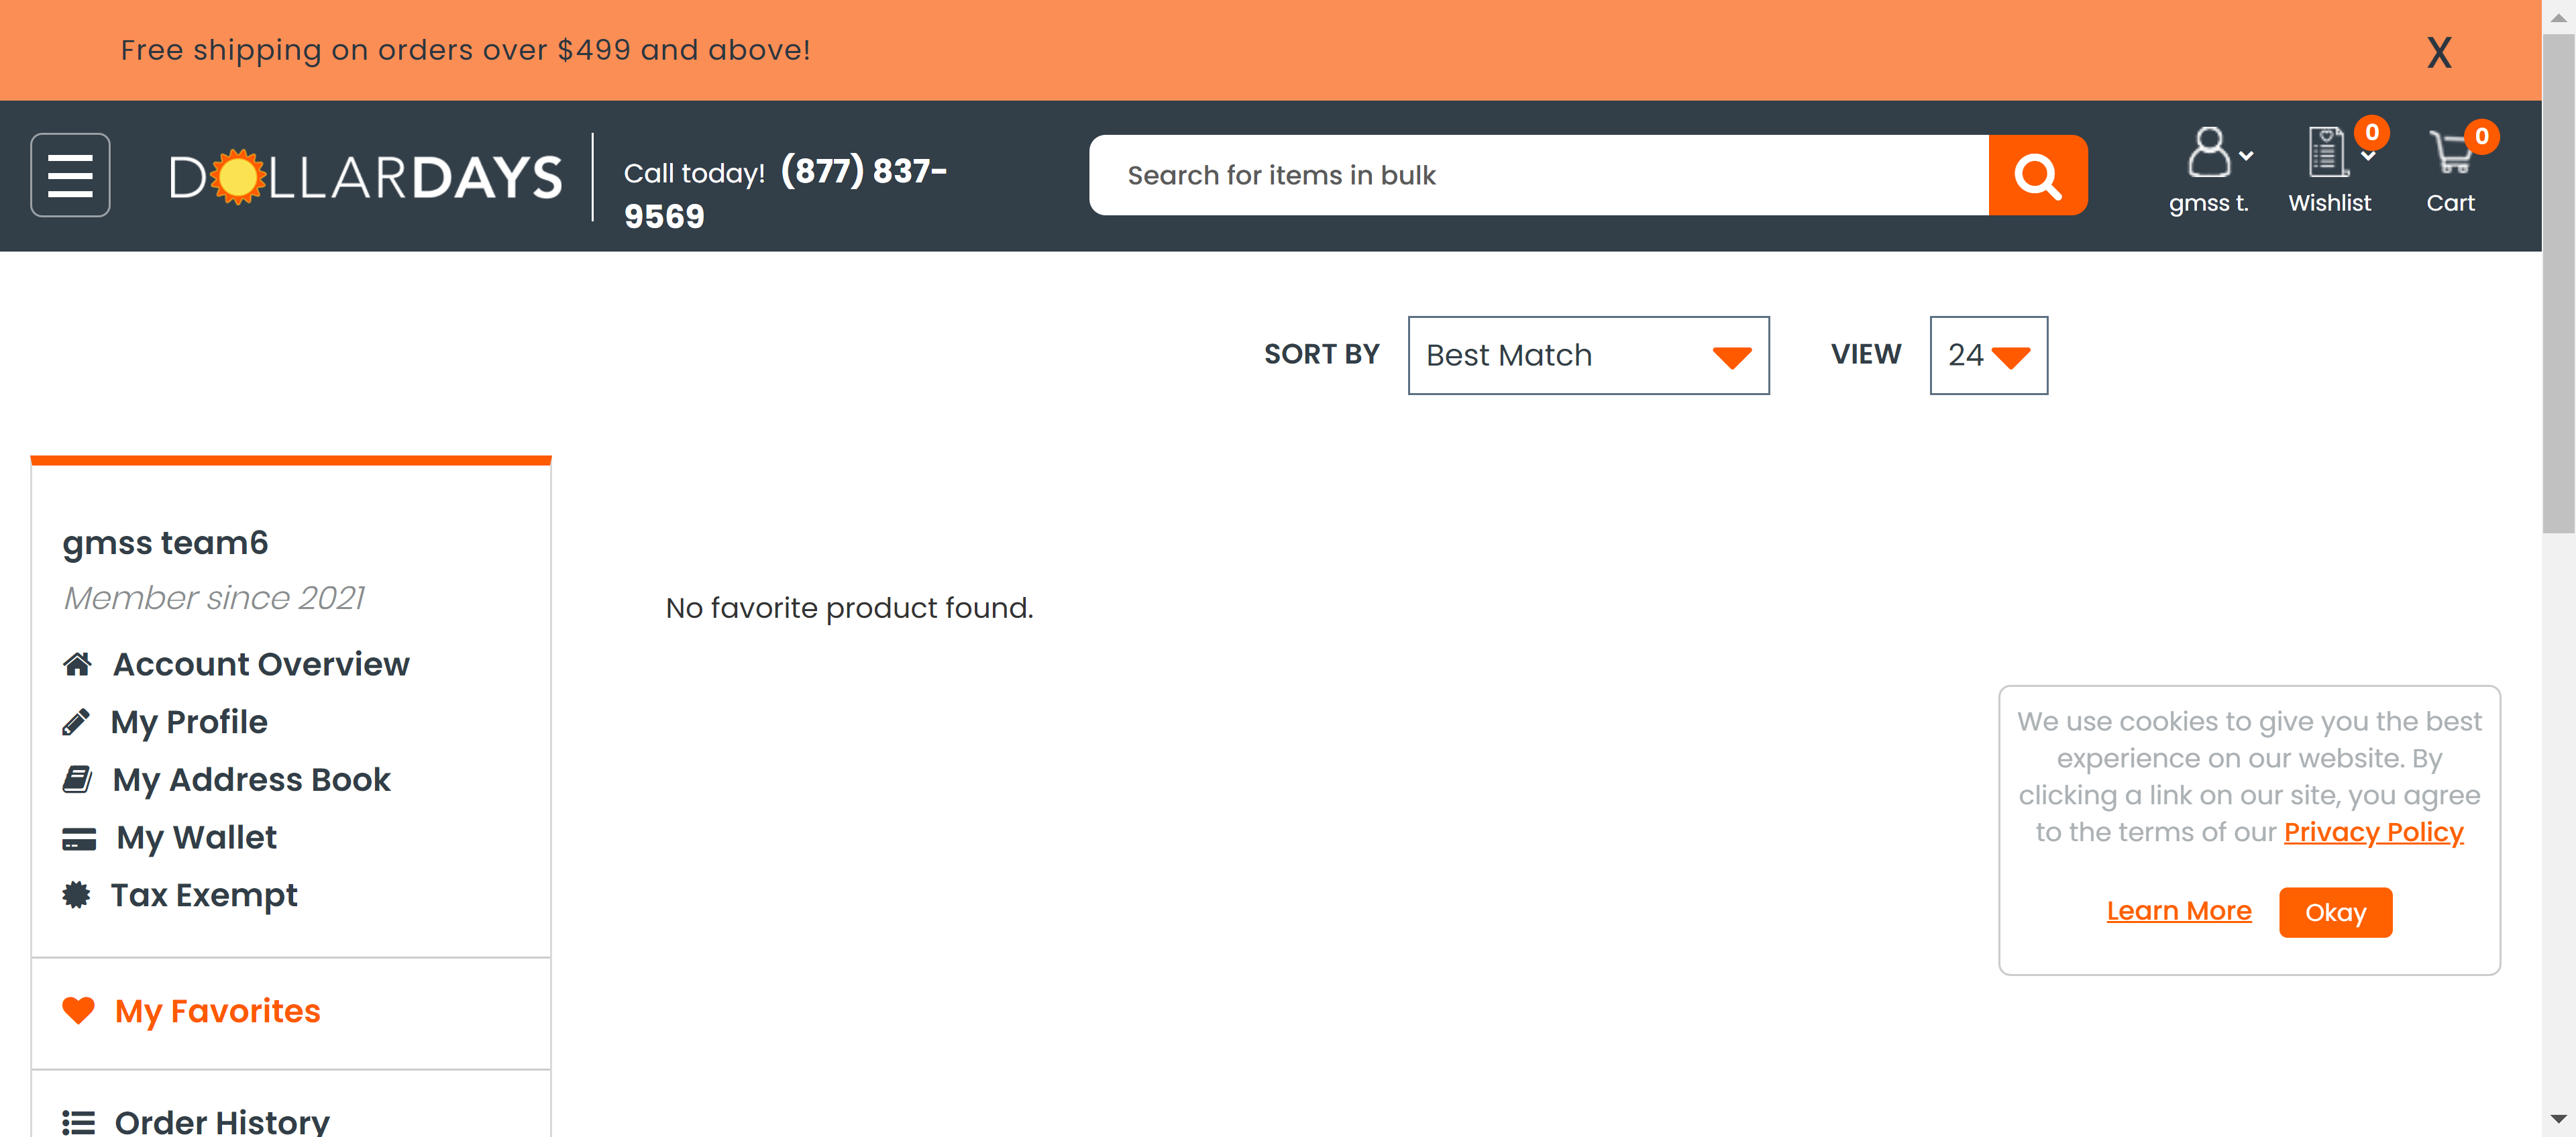 Free shipping on orders over $499 and above!
X
DOLLARDAYS
Call today! (877) 837-
9569
Search for items in bulk
gmss t.
0
Wishlist
0
Cart
SORT BY
Best Match
VIEW
24
gmss team6
Member since 2021
Account Overview
My Profile
My Address Book
My Wallet
Tax Exempt
My Favorites
Order History
No favorite product found.
We use cookies to give you the best
experience on our website. By
clicking a link on our site, you agree
to the terms of our Privacy Policy
Learn More
Okay